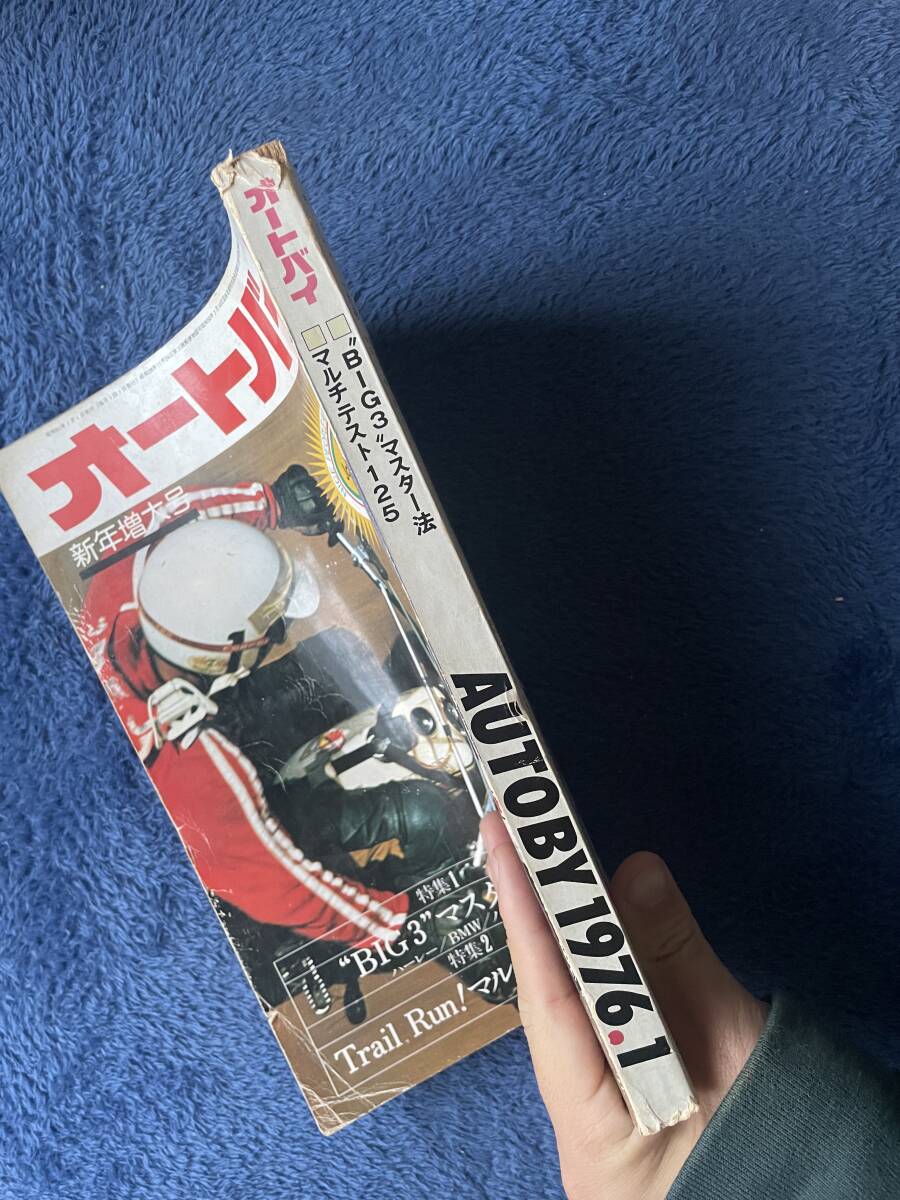 オートバイ
"BIG3"マスター法
マルチテスト125
AUTOBY 1976.1
オートバ
新年増大号
特集1
"BIG3"マスタ
ハーレー/BMW/
特集2
Trail. Run!マル